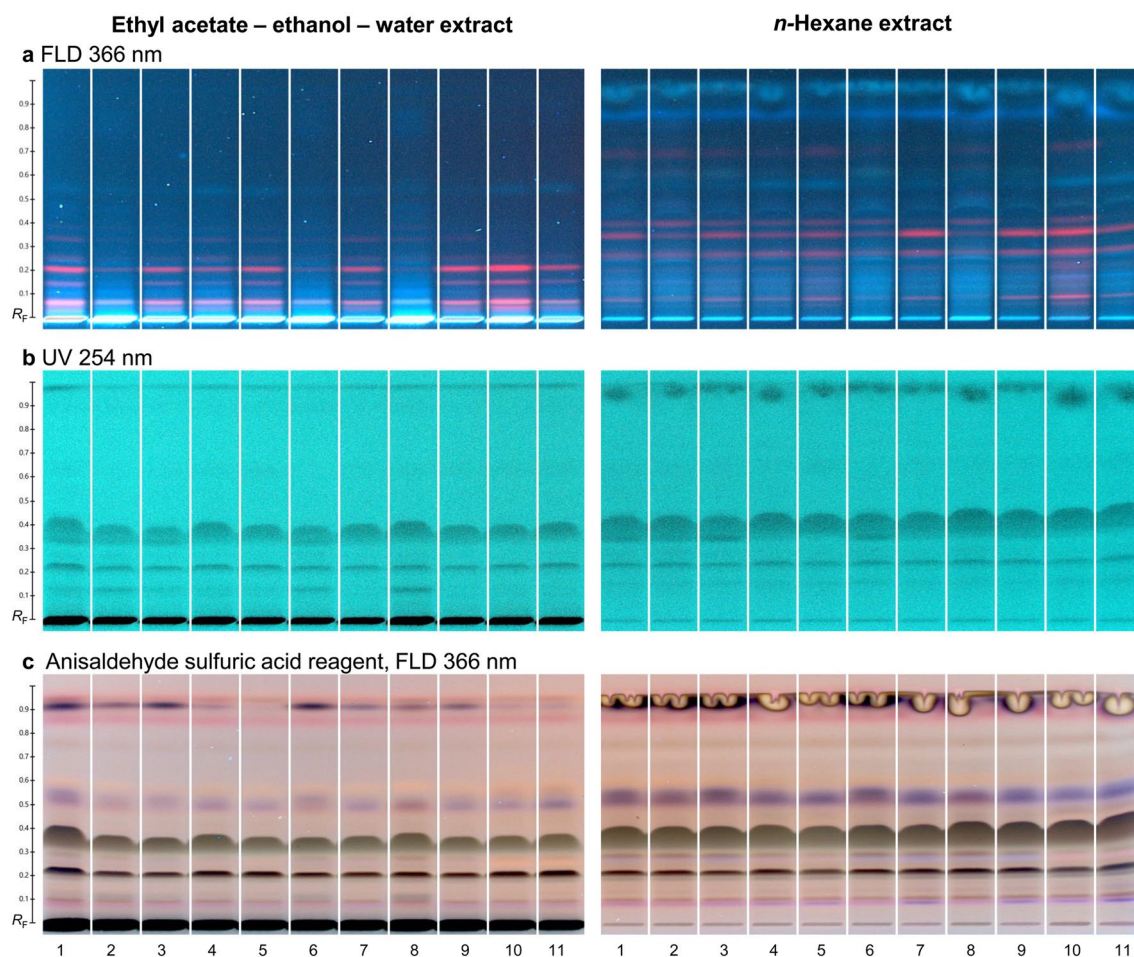 Ethyl acetate – ethanol – water extract
n-Hexane extract
a FLD 366 nm
0.9
0.8
0.7
0.6
0.5
0.4
0.3
0.2
0.1
RF
b UV 254 nm
0.9
0.8
0.7
0.6
0.5
0.4
0.3
0.2
0.1
RF
c Anisaldehyde sulfuric acid reagent, FLD 366 nm
0.9
0.8
0.7
0.6
0.5
0.4
0.3
0.2
0.1
RF
1 2 3 4 5 6 7 8 9 10 11
1 2 3 4 5 6 7 8 9 10 11